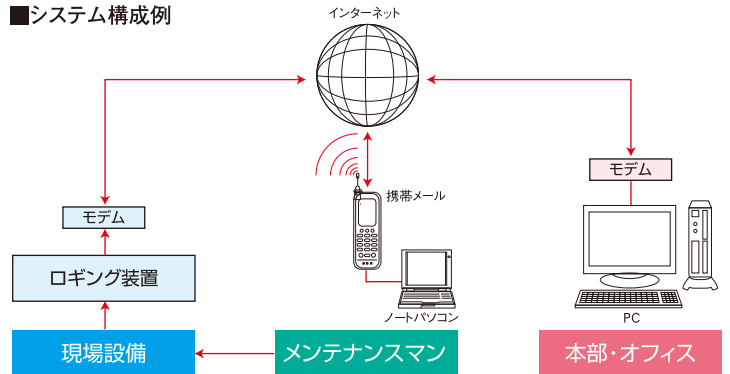 ■システム構成例
インターネット
モデム
モデム
携帯メール
ロギング装置
ノートパソコン
PC
現場設備
メンテナンスマン
本部・オフィス